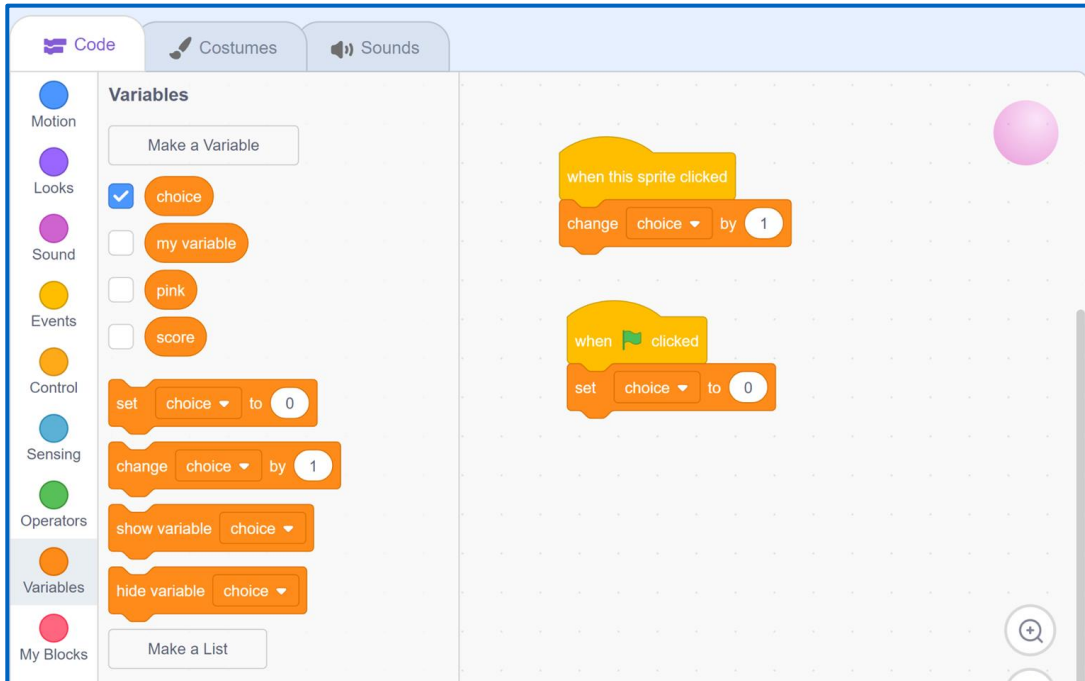 Code
Costumes
Sounds
Motion
Looks
Sound
Events
Control
Sensing
Operators
Variables
My Blocks
Variables
Make a Variable
choice
my variable
pink
score
set choice to 0
change choice by 1
show variable choice
hide variable choice
Make a List
when this sprite clicked
change choice by 1
when clicked
set choice to 0